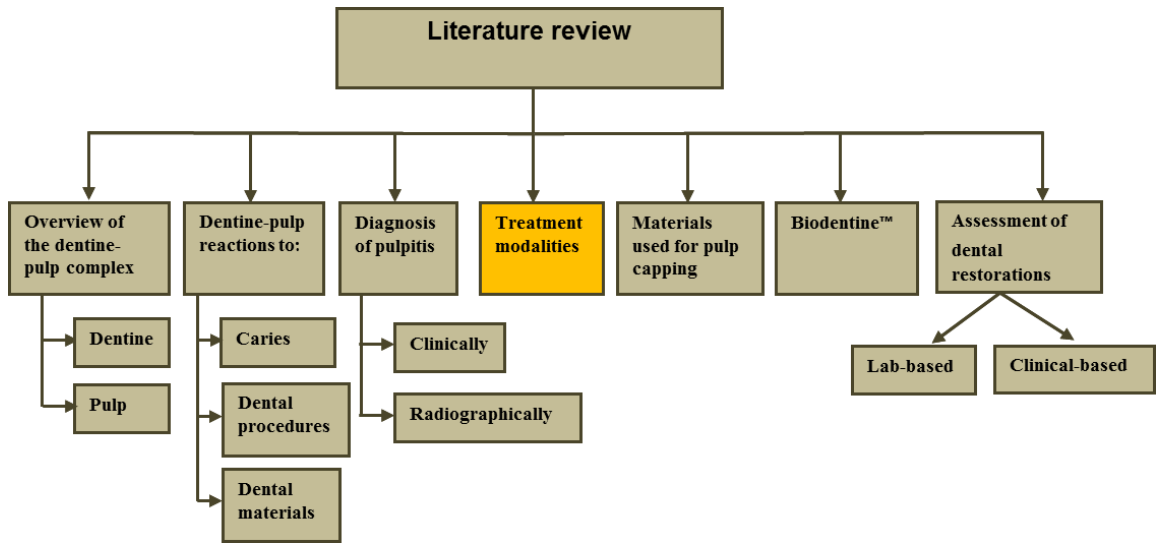 Literature review
Overview of
the dentine-
pulp complex
Dentine
Pulp
Dentine-pulp
reactions to:
Caries
Dental
procedures
Dental
materials
Diagnosis
of pulpitis
Clinically
Radiographically
Treatment
modalities
Materials
used for pulp
capping
Biodentine™
Assessment of
dental
restorations
Lab-based
Clinical-based